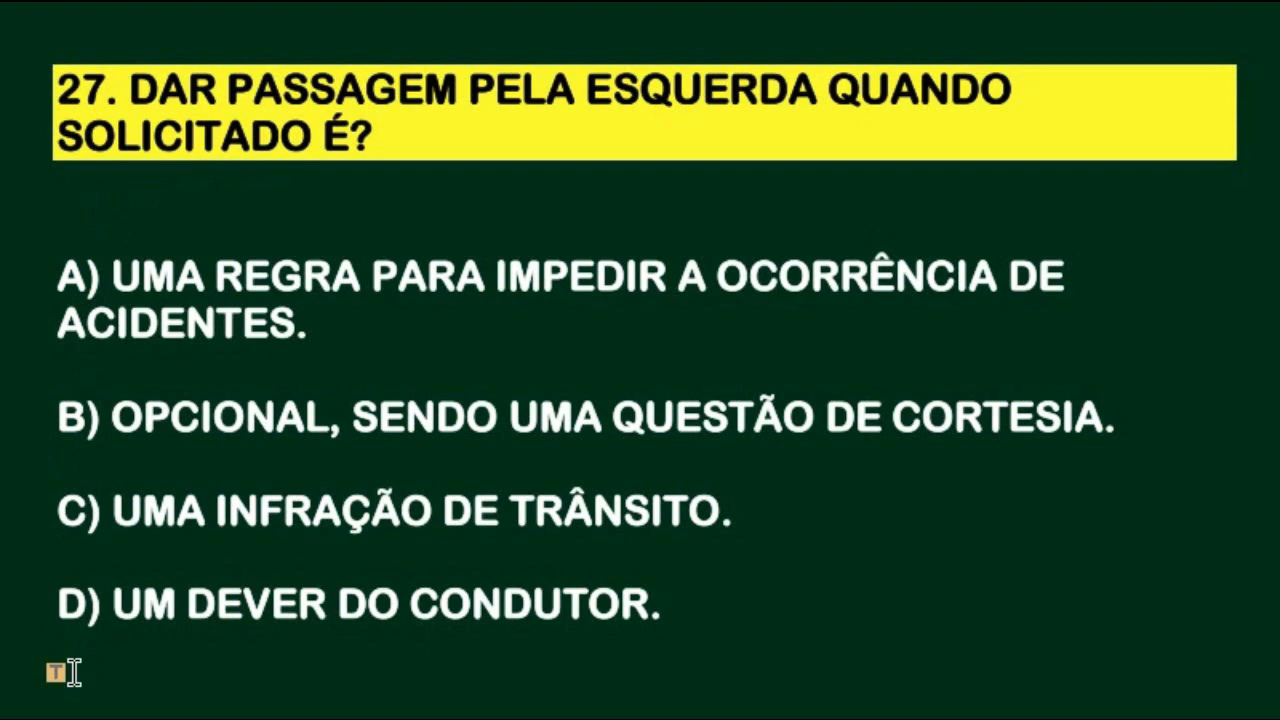 27. DAR PASSAGEM PELA ESQUERDA QUANDO
SOLICITADO É?
A) UMA REGRA PARA IMPEDIR A OCORRÊNCIA DE
ACIDENTES.
B) OPCIONAL, SENDO UMA QUESTÃO DE CORTESIA.
C) UMA INFRAÇÃO DE TRÂNSITO.
D) UM DEVER DO CONDUTOR.
T